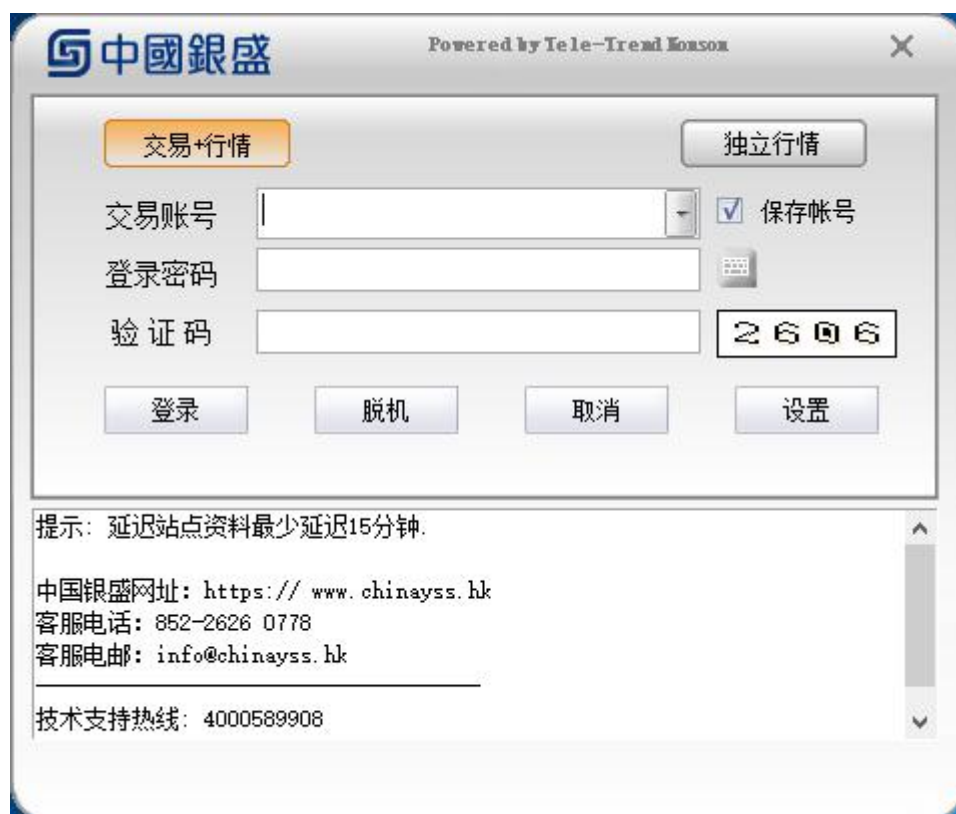 中國銀盛
Powered by Tele-Trend Konson
交易+行情
独立行情
交易账号
保存帐号
登录密码
验证码
2606
登录
脱机
取消
设置
提示: 延迟站点资料最少延迟15分钟.
中国银盛网址: https:// www.chinayss.hk
客服电话: 852-2626 0778
客服电邮: info@chinayss.hk
技术支持热线: 4000589908